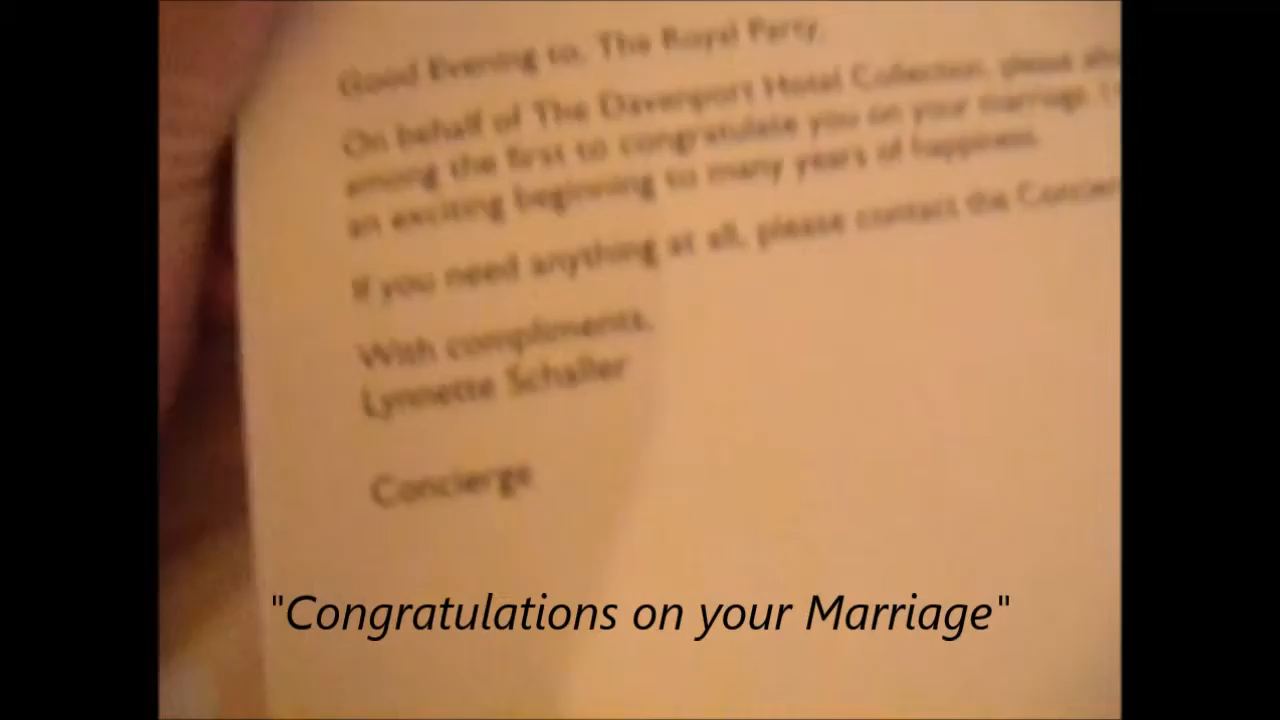 Good Evening to, The Royal Party,
On behalf of The Davenport Hotel Collection, please
among the first to congratulate you on your marriage.
an exciting beginning to many years of happiness.
If you need anything at all, please contact the Concier
With compliments,
Lynnette Schaller
Concierge
"Congratulations on your Marriage"